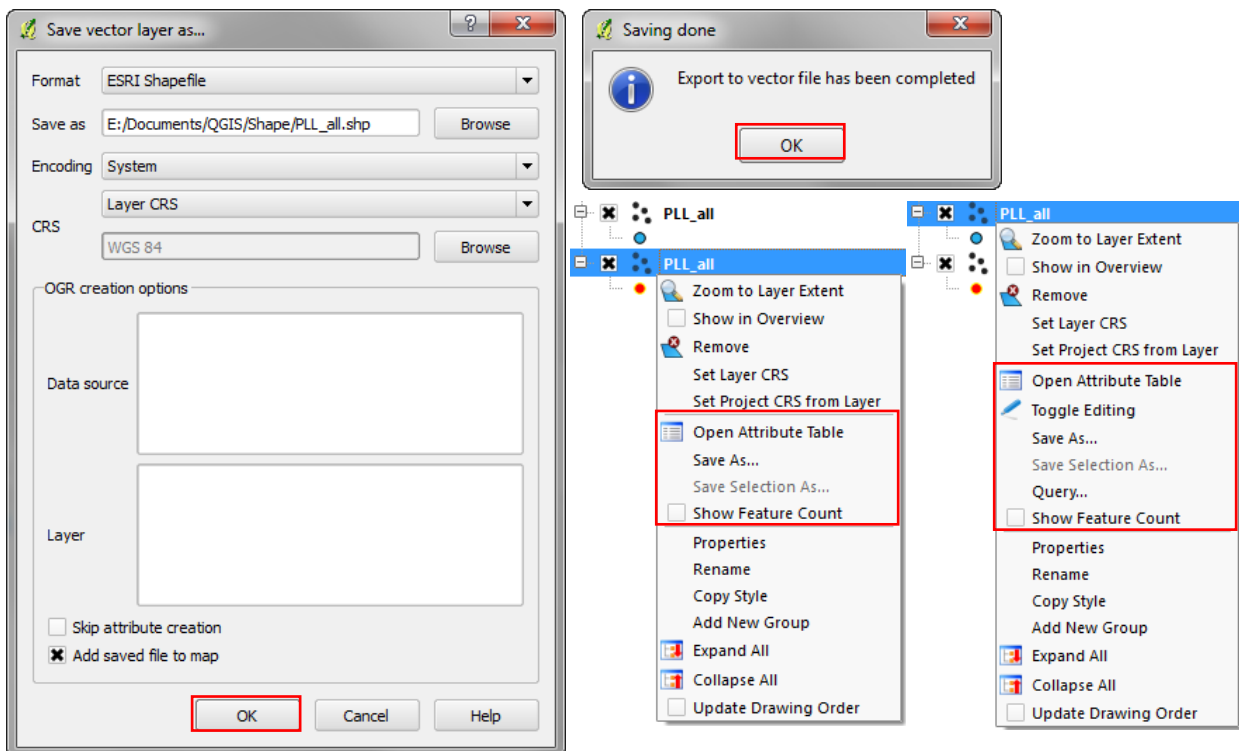 Save vector layer as...
?
X
Format
ESRI Shapefile
Save as
E:/Documents/QGIS/Shape/PLL_all.shp
Browse
Encoding
System
Layer CRS
CRS
WGS 84
Browse
OGR creation options
Data source
Layer
Skip attribute creation
Add saved file to map
OK
Cancel
Help
Saving done
X
Export to vector file has been completed
OK
PLL_all
PLL_all
Zoom to Layer Extent
Show in Overview
Remove
Set Layer CRS
Set Project CRS from Layer
Open Attribute Table
Save As...
Save Selection As...
Show Feature Count
Properties
Rename
Copy Style
Add New Group
Expand All
Collapse All
Update Drawing Order
PLL_all
Zoom to Layer Extent
Show in Overview
Remove
Set Layer CRS
Set Project CRS from Layer
Open Attribute Table
Toggle Editing
Save As...
Save Selection As...
Query...
Show Feature Count
Properties
Rename
Copy Style
Add New Group
Expand All
Collapse All
Update Drawing Order